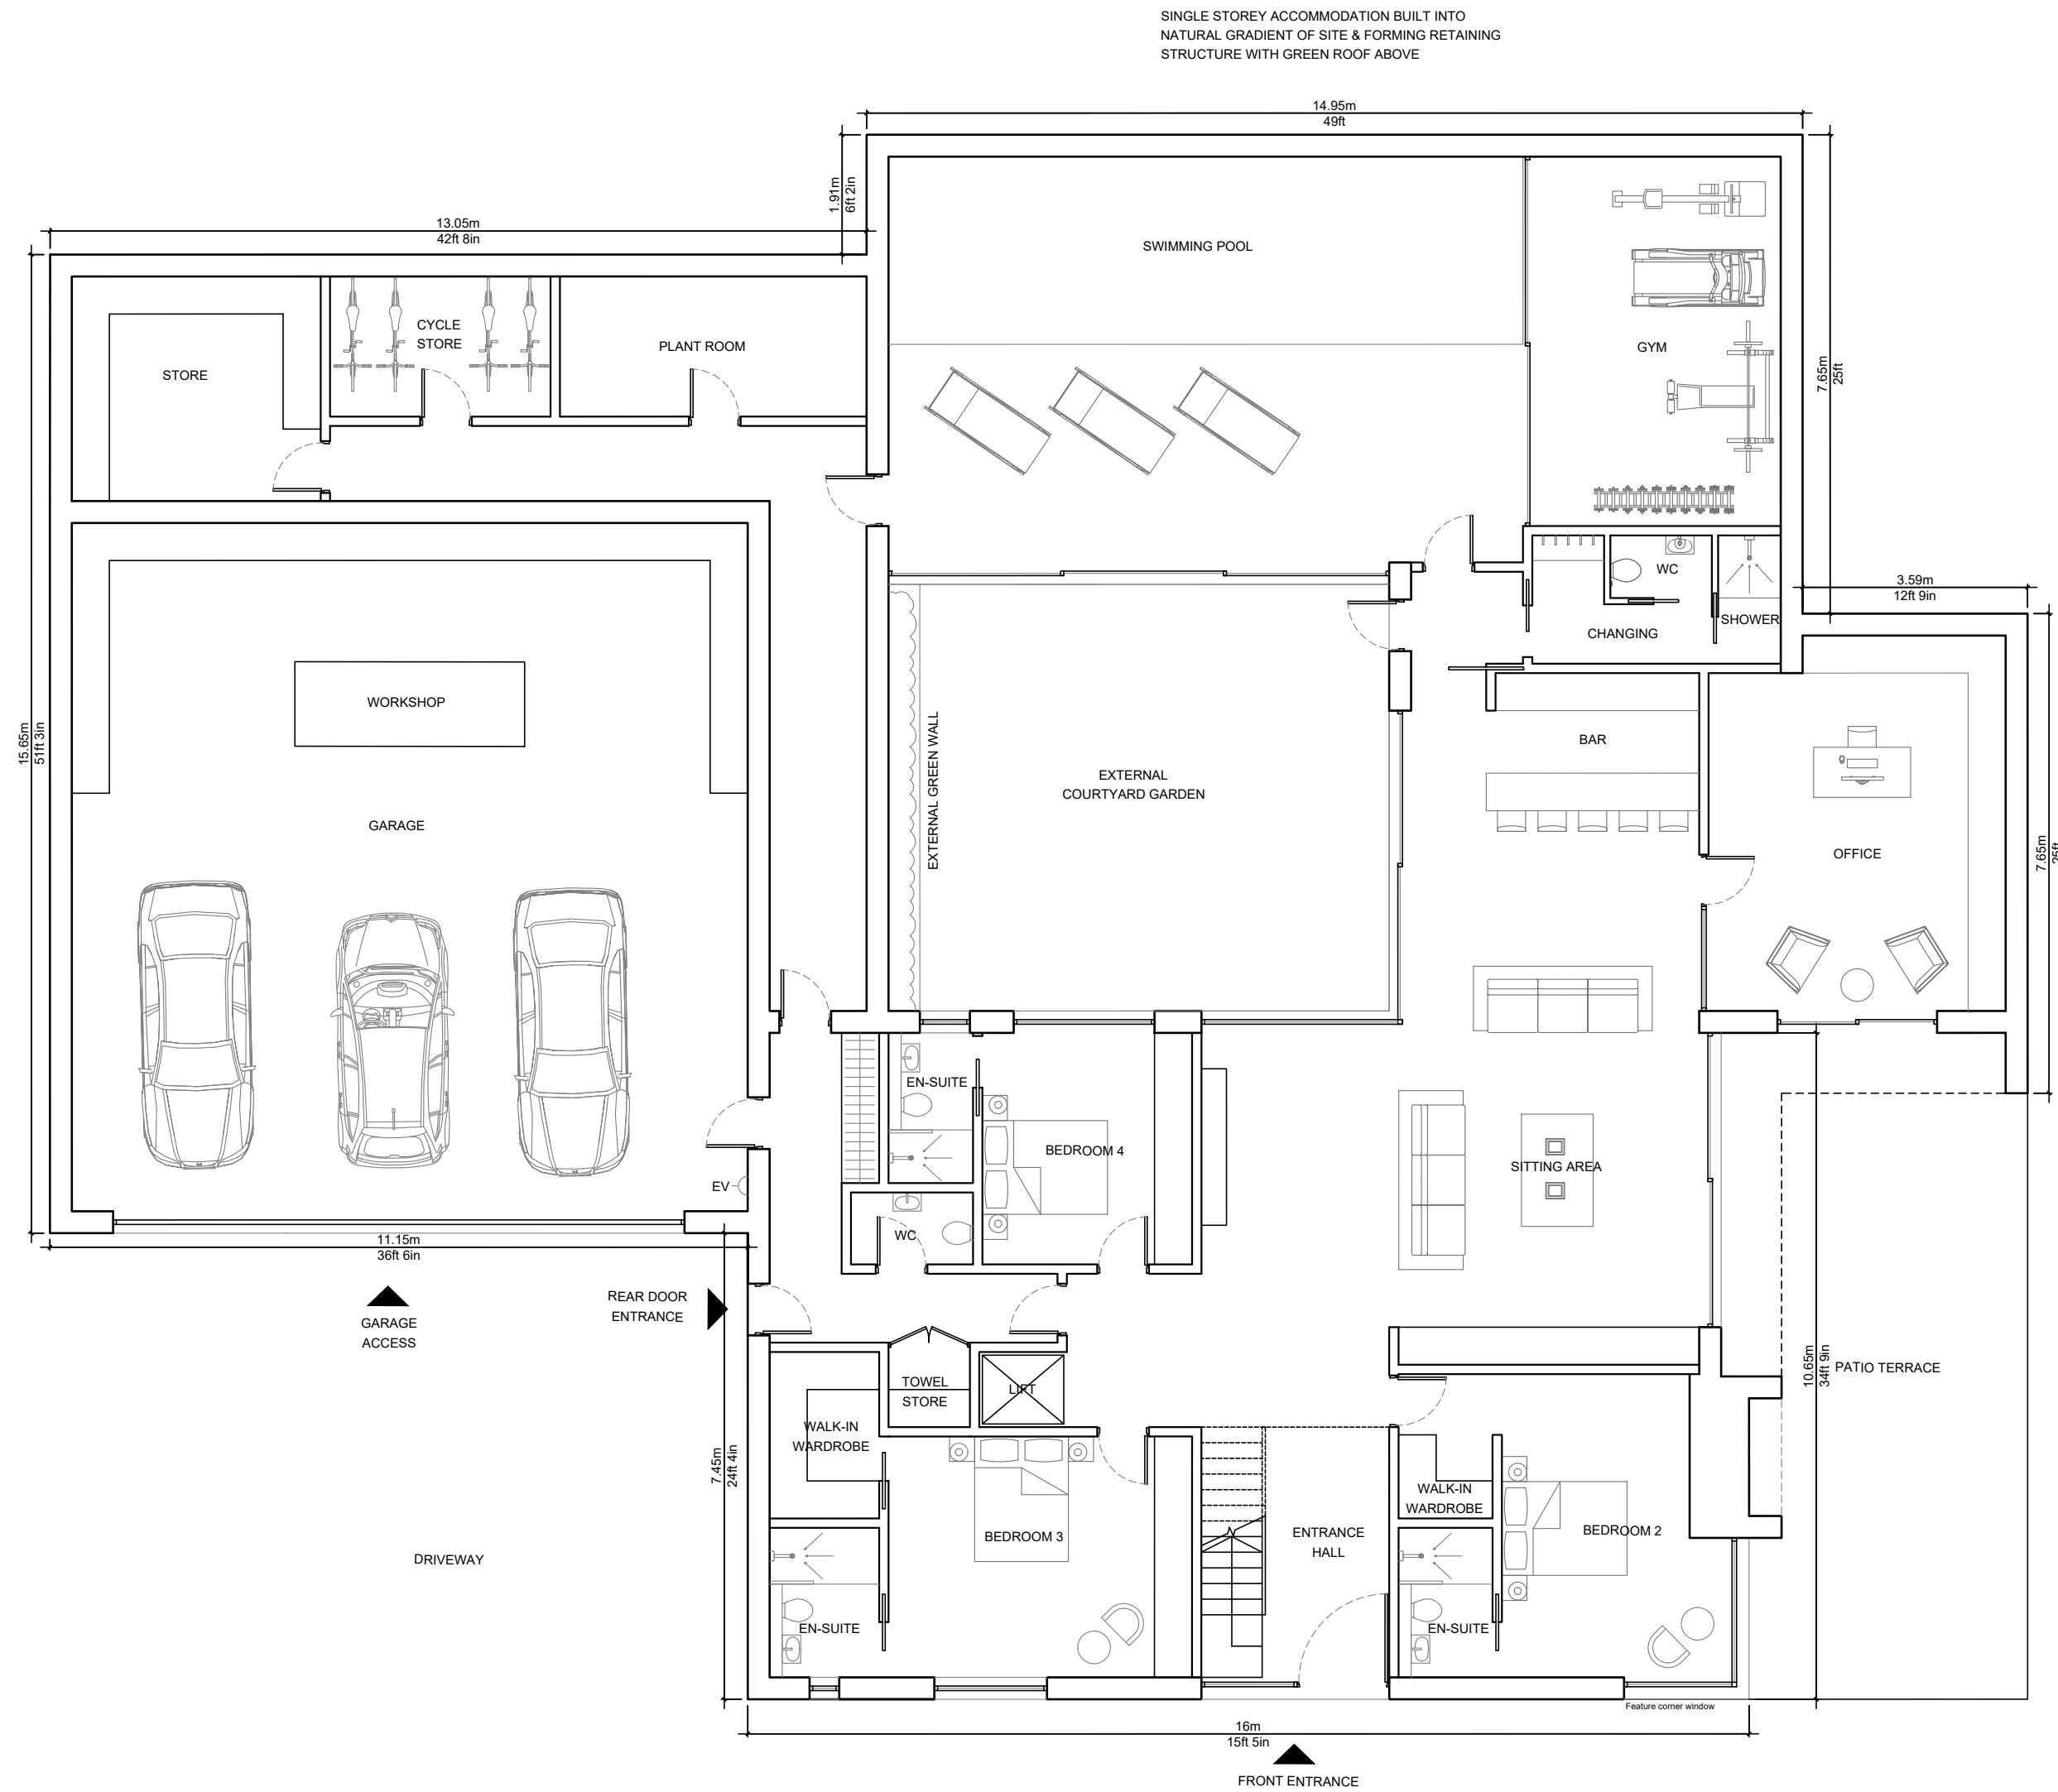 SINGLE STOREY ACCOMMODATION BUILT INTO
NATURAL GRADIENT OF SITE & FORMING RETAINING
STRUCTURE WITH GREEN ROOF ABOVE
14.95m
49ft
1.91m
6ft 2in
13.05m
42ft 8in
SWIMMING POOL
CYCLE
STORE
PLANT ROOM
STORE
GYM
7.65m
25ft
WC
3.59m
12ft 9in
SHOWER
CHANGING
WORKSHOP
15.65m
51ft 3in
EXTERNAL GREEN WALL
BAR
EXTERNAL
COURTYARD GARDEN
GARAGE
OFFICE
7.65m
25ft
EN-SUITE
BEDROOM 4
SITTING AREA
EV
WC
11.15m
36ft 6in
REAR DOOR
ENTRANCE
GARAGE
ACCESS
10.65m
34ft 9in
PATIO TERRACE
TOWEL
STORE
LIFT
WALK-IN
WARDROBE
7.45m
24ft 4in
WALK-IN
WARDROBE
BEDROOM 3
ENTRANCE
HALL
BEDROOM 2
DRIVEWAY
EN-SUITE
EN-SUITE
Feature corner window
16m
15ft 5in
FRONT ENTRANCE